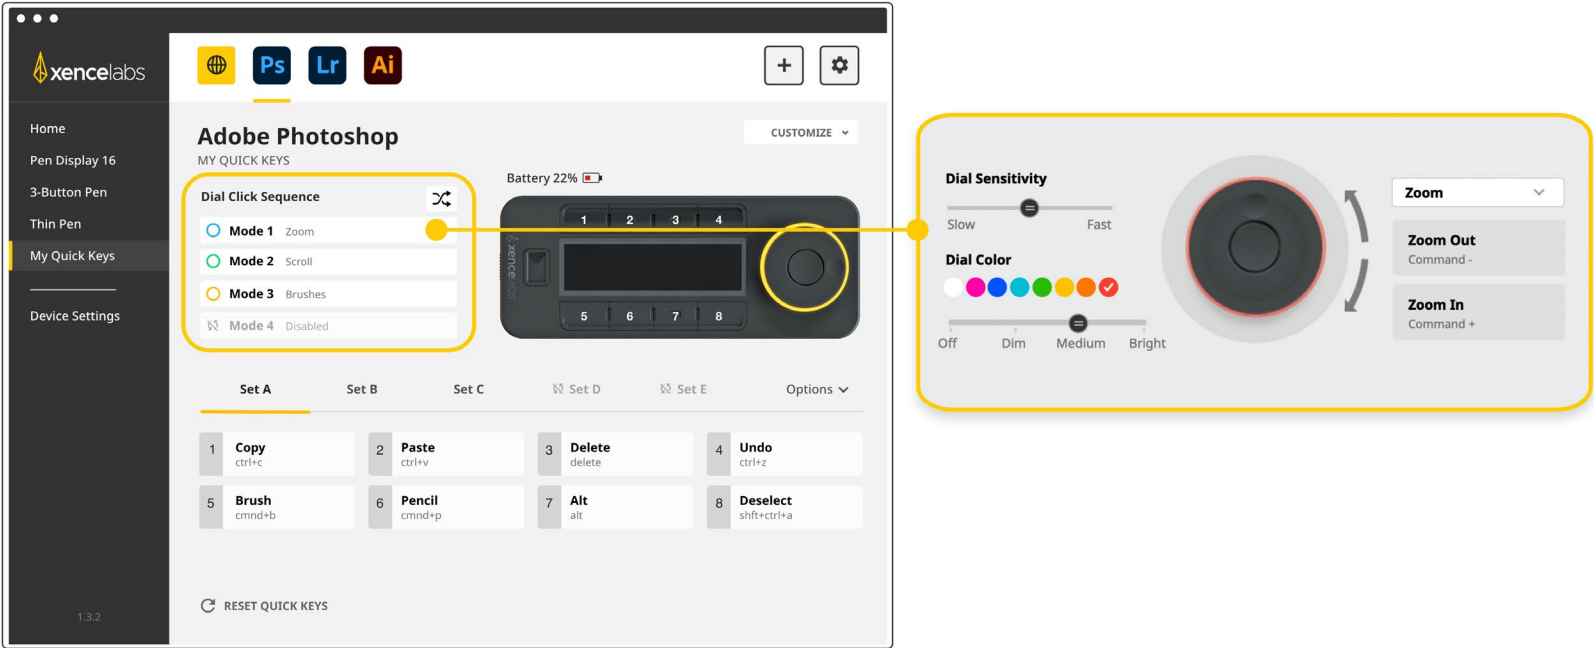 xencelabs
Ps Lr Ai
+
Home
Pen Display 16
3-Button Pen
Thin Pen
My Quick Keys
Device Settings
1.3.2
Adobe Photoshop
CUSTOMIZE
MY QUICK KEYS
Dial Click Sequence
Mode 1 Zoom
Mode 2 Scroll
Mode 3 Brushes
Mode 4 Disabled
Battery 22%
1 2 3 4
xencelabs
5 6 7 8
Set A Set B Set C Set D Set E Options
1 Copy
ctrl+c
2 Paste
ctrl+v
3 Delete
delete
4 Undo
ctrl+z
5 Brush
cmnd+b
6 Pencil
cmnd+p
7 Alt
alt
8 Deselect
shft+ctrl+a
RESET QUICK KEYS
Dial Sensitivity
Slow Fast
Dial Color
Off Dim Medium Bright
Zoom
Zoom Out
Command -
Zoom In
Command +